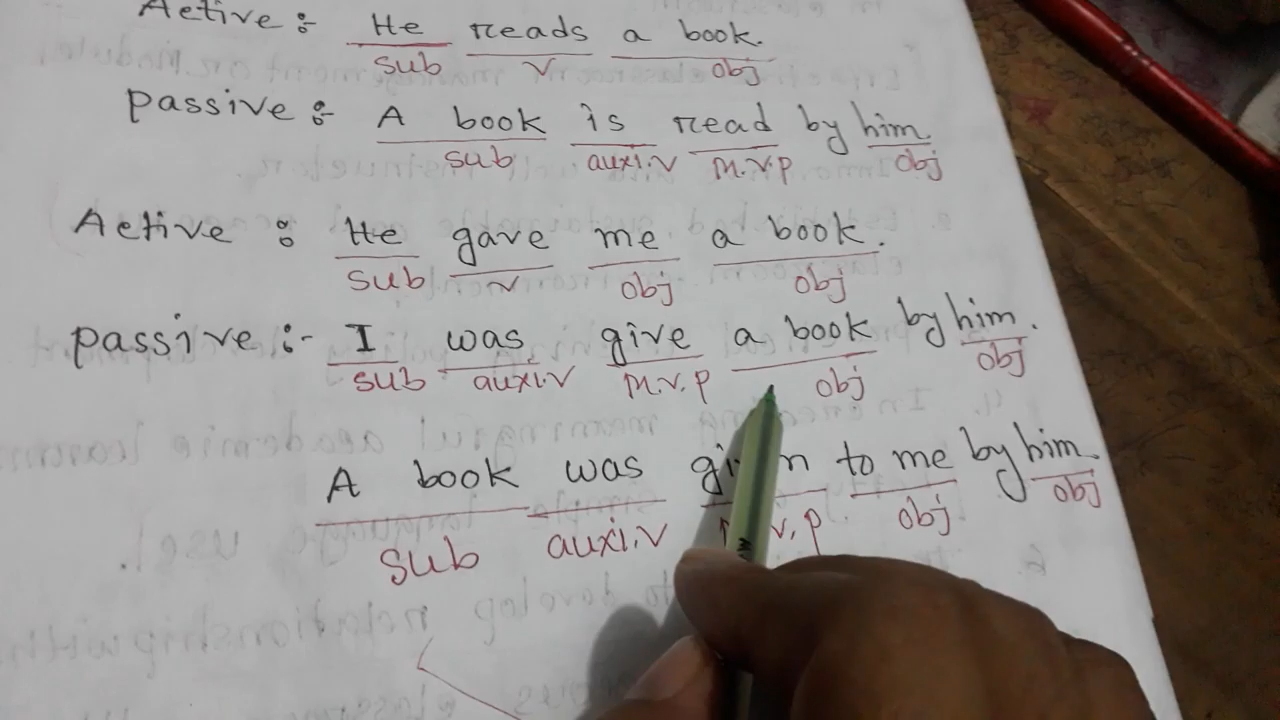 Active :- He reads a book.
sub v obj
Passive :- A book is read by him.
sub auxi.v m.v.p obj
Active : He gave me a book.
sub v obj obj
Passive :- I was give a book by him.
sub auxi.v m.v.p obj obj
A book was to me by him.
sub auxi.v v.p obj obj